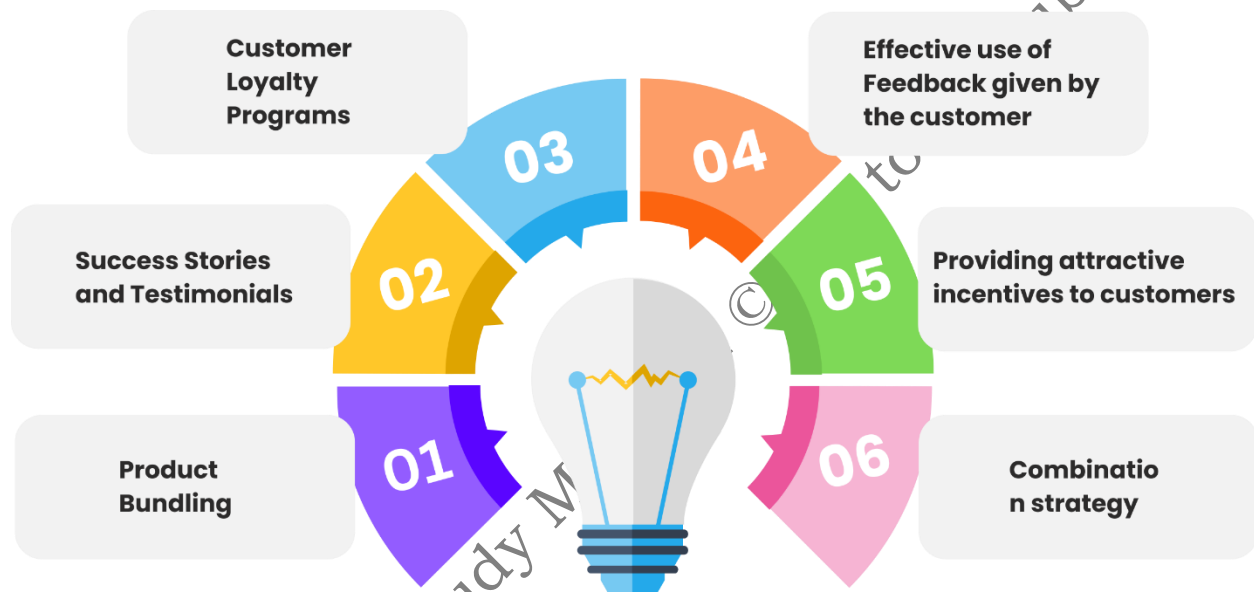 Customer
Loyalty
Programs
03
04
Effective use of
Feedback given by
the customer
Success Stories
and Testimonials
02
05
Providing attractive
incentives to customers
Product
Bundling
01
06
Combinatio
n strategy
©
to